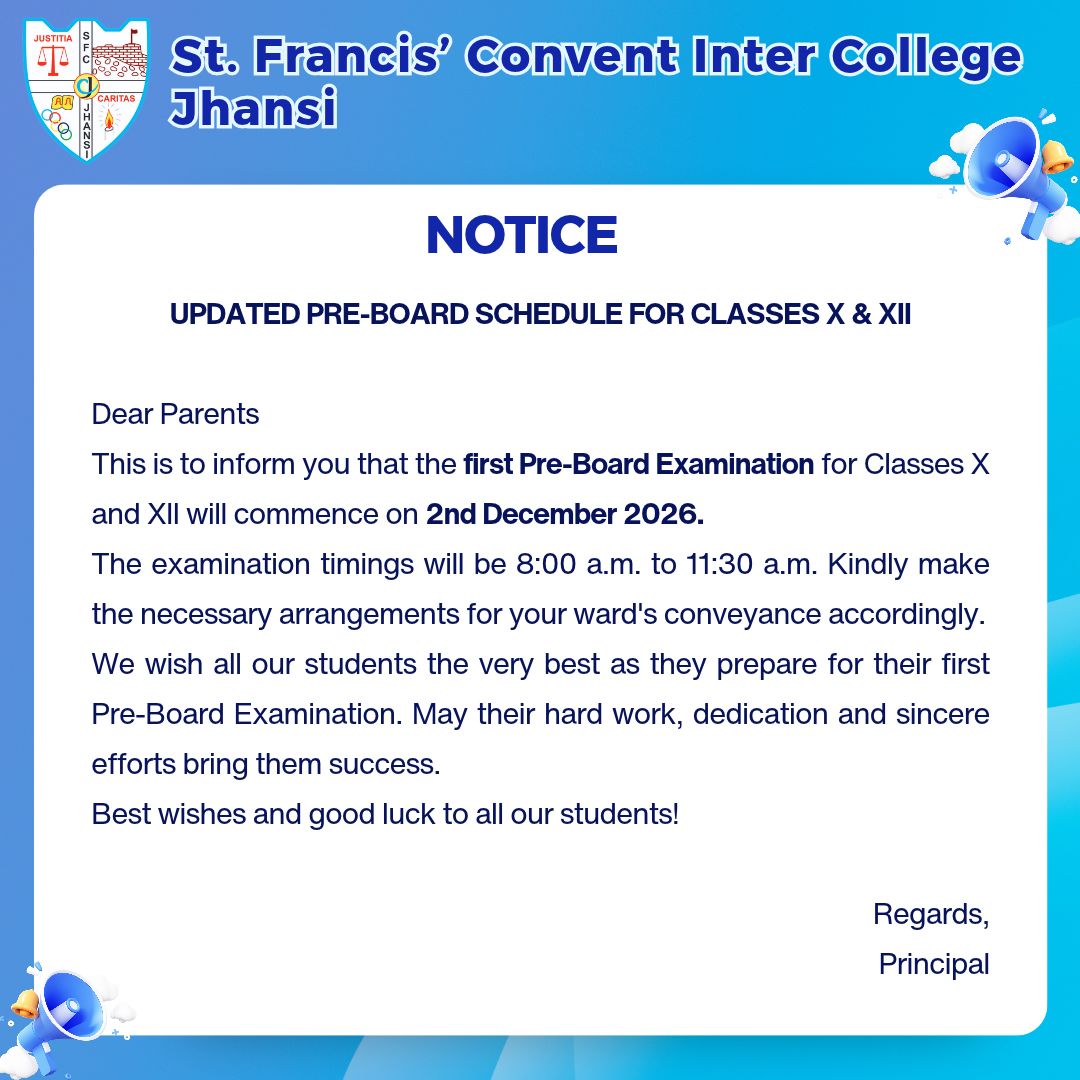 JUSTITIA
SFC
JHANSI
CARITAS
St. Francis’ Convent Inter College
Jhansi
NOTICE
UPDATED PRE-BOARD SCHEDULE FOR CLASSES X & XII
Dear Parents
This is to inform you that the first Pre-Board Examination for Classes X
and XII will commence on 2nd December 2026.
The examination timings will be 8:00 a.m. to 11:30 a.m. Kindly make
the necessary arrangements for your ward's conveyance accordingly.
We wish all our students the very best as they prepare for their first
Pre-Board Examination. May their hard work, dedication and sincere
efforts bring them success.
Best wishes and good luck to all our students!
Regards,
Principal